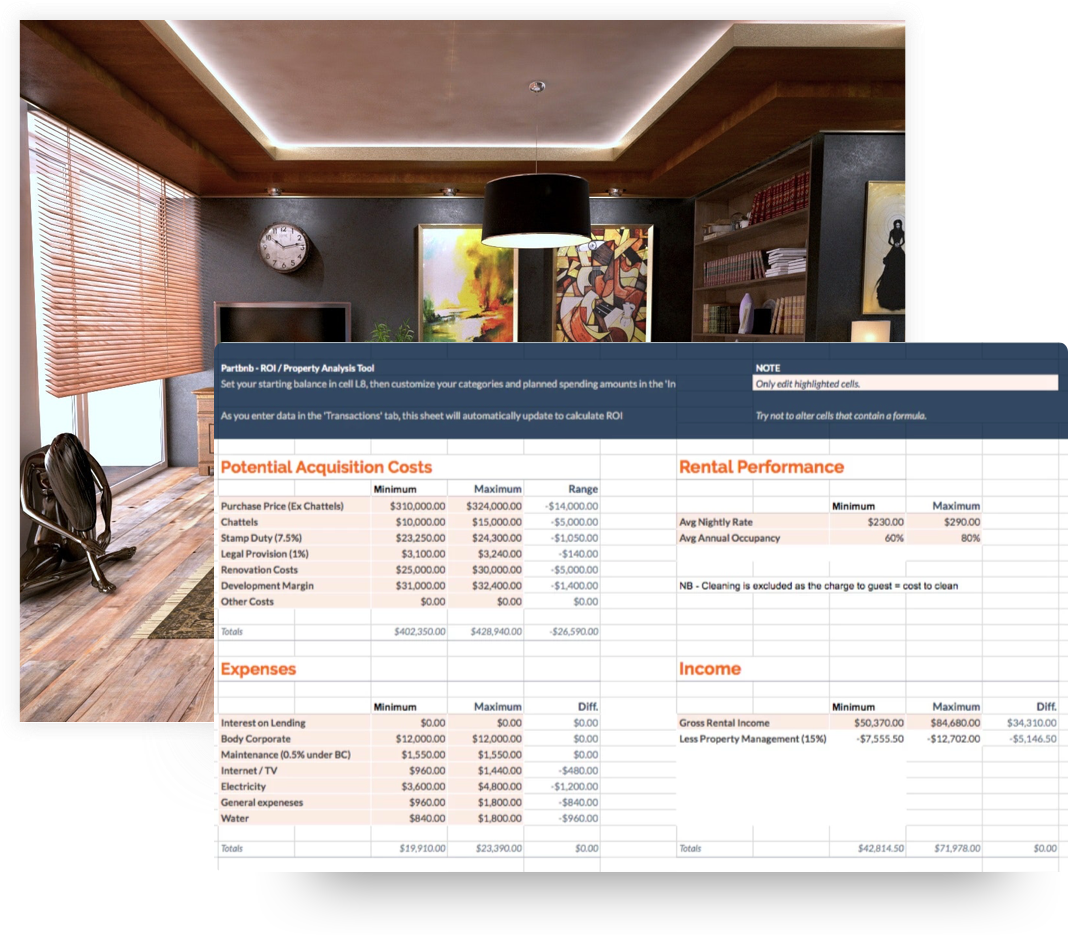 Partbnb - ROI / Property Analysis Tool
NOTE
Set your starting balance in cell L8, then customize your categories and planned spending amounts in the 'In
Only edit highlighted cells.
As you enter data in the 'Transactions' tab, this sheet will automatically update to calculate ROI
Try not to alter cells that contain a formula.
Potential Acquisition Costs
Minimum Maximum Range
Purchase Price (Ex Chattels) $310,000.00 $324,000.00 -$14,000.00
Chattels $10,000.00 $15,000.00 -$5,000.00
Stamp Duty (7.5%) $23,250.00 $24,300.00 -$1,050.00
Legal Provision (1%) $3,100.00 $3,240.00 -$140.00
Renovation Costs $25,000.00 $30,000.00 -$5,000.00
Development Margin $31,000.00 $32,400.00 -$1,400.00
Other Costs $0.00 $0.00 $0.00
Totals $402,350.00 $428,940.00 -$26,590.00
Rental Performance
Minimum Maximum
Avg Nightly Rate $230.00 $290.00
Avg Annual Occupancy 60% 80%
NB - Cleaning is excluded as the charge to guest = cost to clean
Expenses
Minimum Maximum Diff.
Interest on Lending $0.00 $0.00 $0.00
Body Corporate $12,000.00 $12,000.00 $0.00
Maintenance (0.5% under BC) $1,550.00 $1,550.00 $0.00
Internet / TV $960.00 $1,440.00 -$480.00
Electricity $3,600.00 $4,800.00 -$1,200.00
General expeneses $960.00 $1,800.00 -$840.00
Water $840.00 $1,800.00 -$960.00
Totals $19,910.00 $23,390.00 $0.00
Income
Minimum Maximum Diff.
Gross Rental Income $50,370.00 $84,680.00 $34,310.00
Less Property Management (15%) -$7,555.50 -$12,702.00 -$5,146.50
Totals $42,814.50 $71,978.00 $0.00